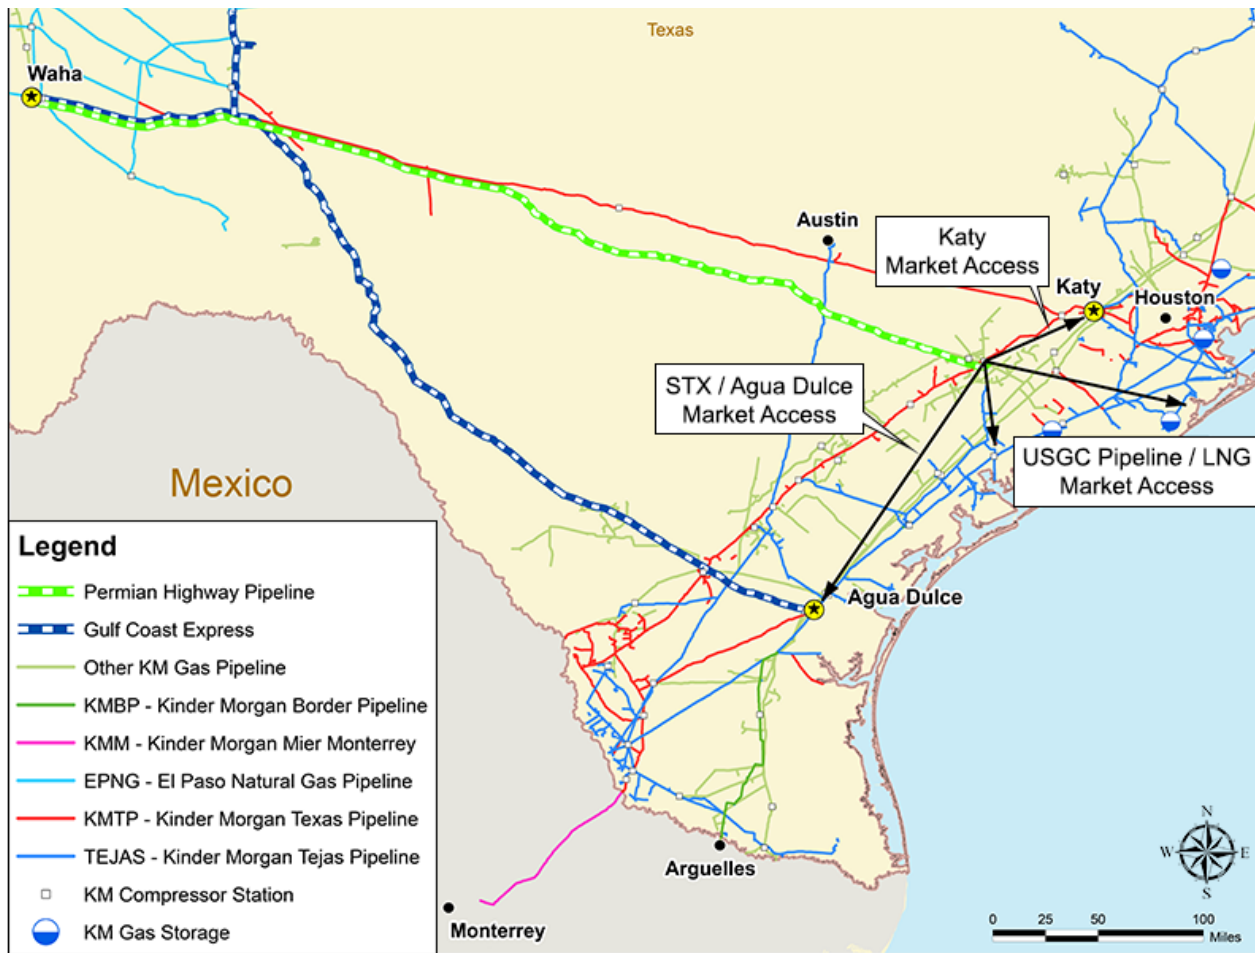 Texas
Waha
Austin
Katy
Market Access
Katy
Houston
STX / Agua Dulce
Market Access
USGC Pipeline / LNG
Market Access
Mexico
Agua Dulce
Arguelles
Monterrey
Legend
Permian Highway Pipeline
Gulf Coast Express
Other KM Gas Pipeline
KMBP - Kinder Morgan Border Pipeline
KMM - Kinder Morgan Mier Monterrey
EPNG - El Paso Natural Gas Pipeline
KMTP - Kinder Morgan Texas Pipeline
TEJAS - Kinder Morgan Tejas Pipeline
KM Compressor Station
KM Gas Storage
N
W E
S
0 25 50 100
Miles